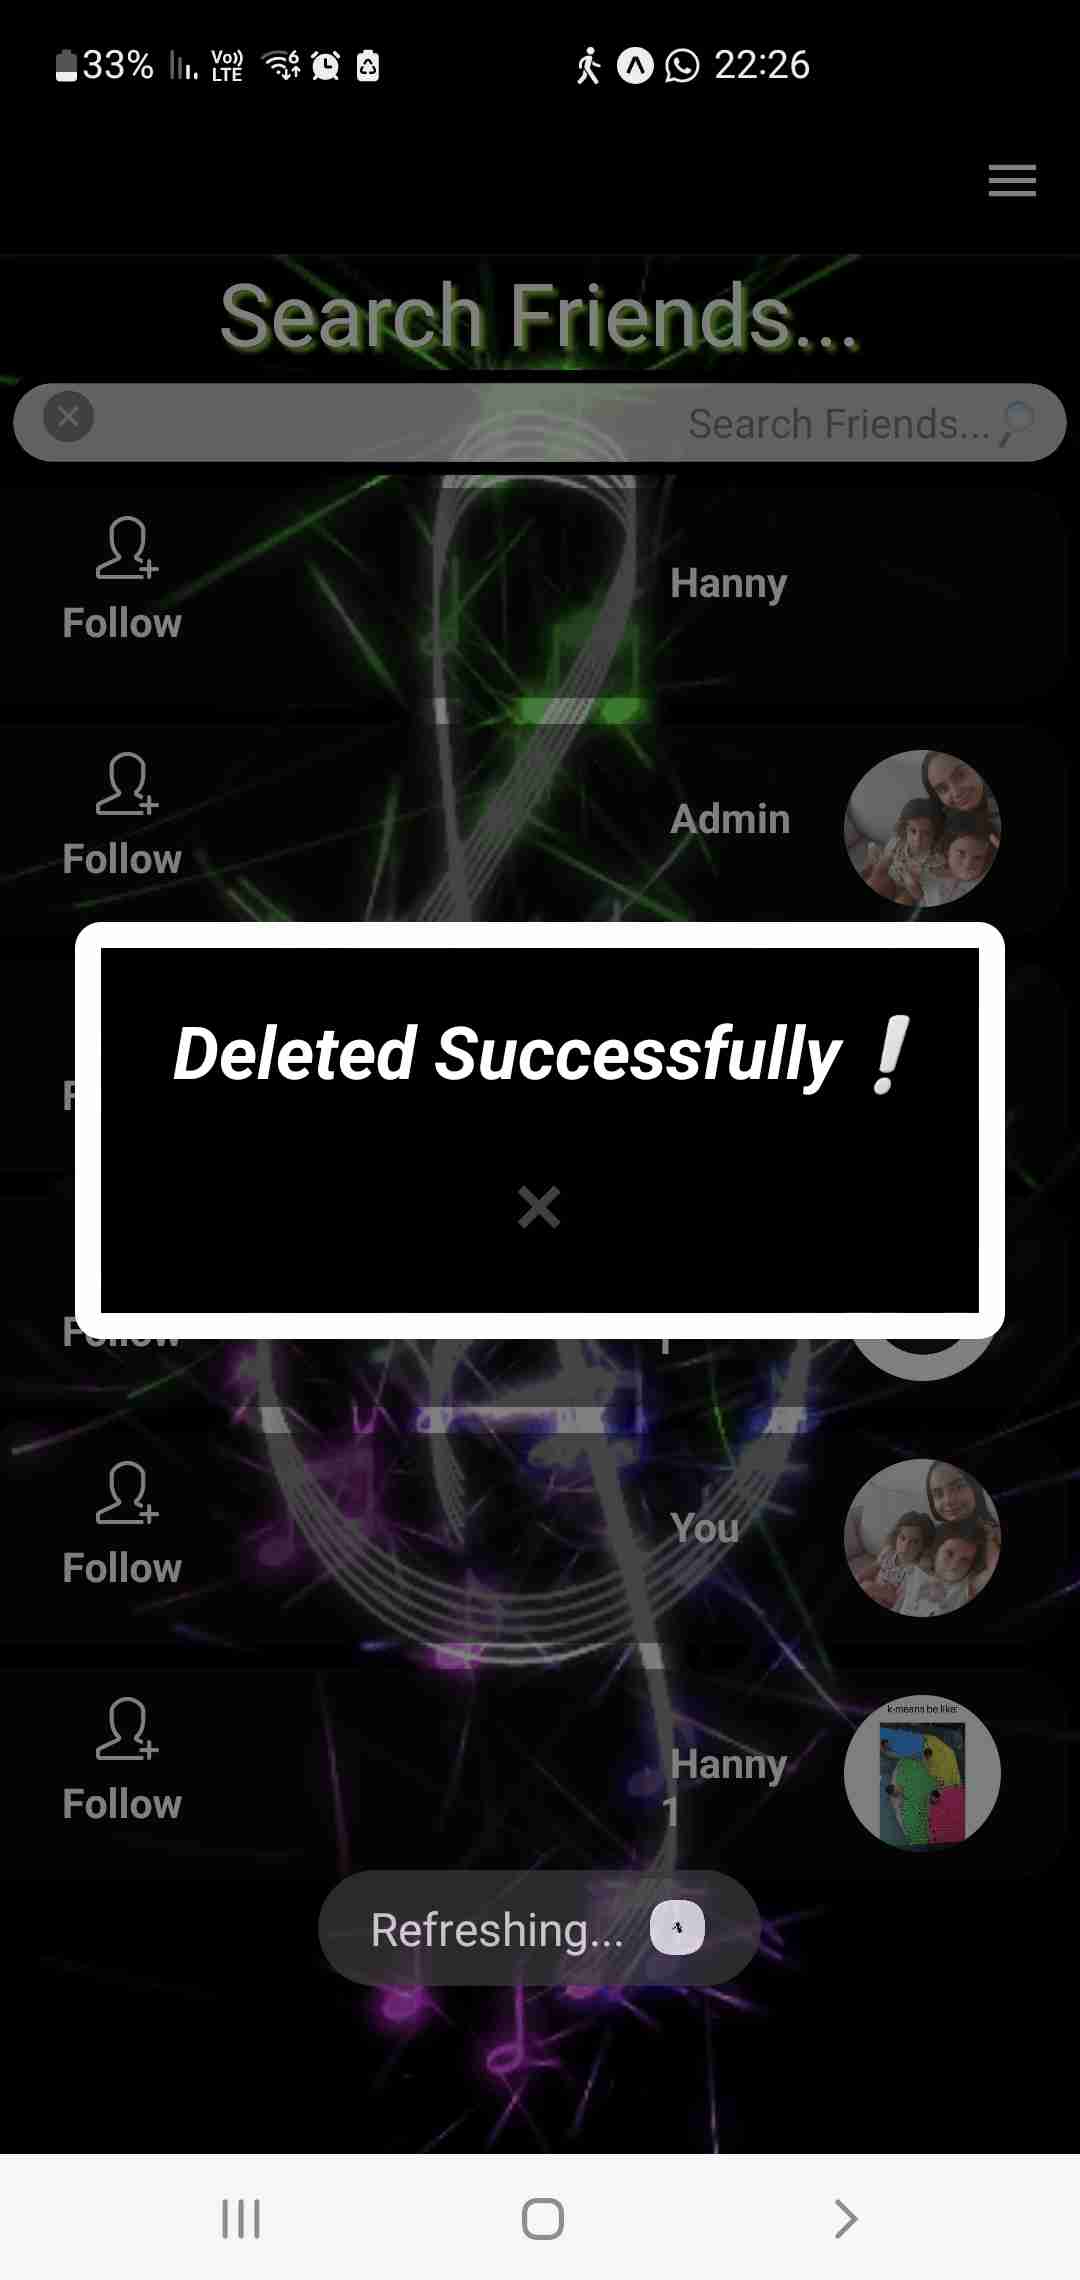 33% Vo)) LTE 6 22:26
Search Friends...
Search Friends...
Hanny
Follow
Admin
Follow
Deleted Successfully❕
Follow
You
Follow
k-means be like:
Hanny
1
Follow
Refreshing...